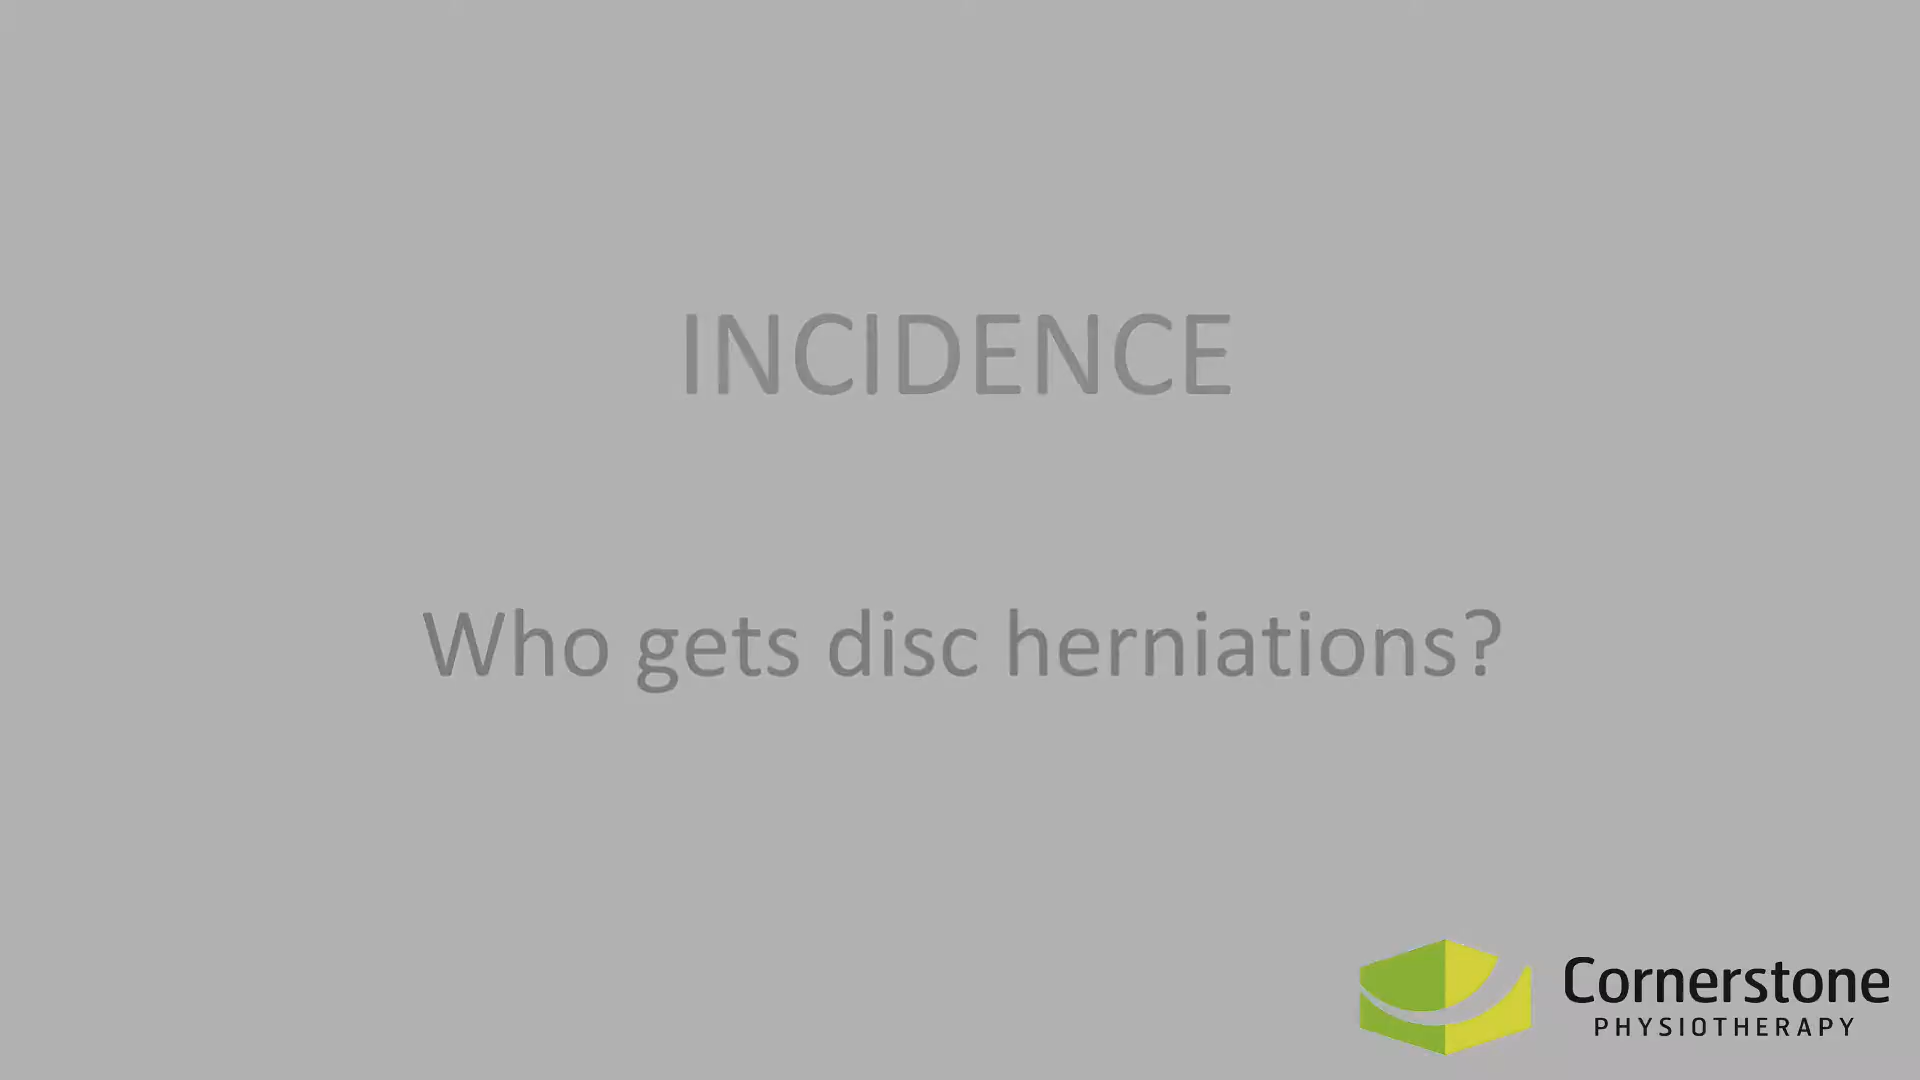 INCIDENCE
Who gets disc herniations?
Cornerstone
PHYSIOTHERAPY